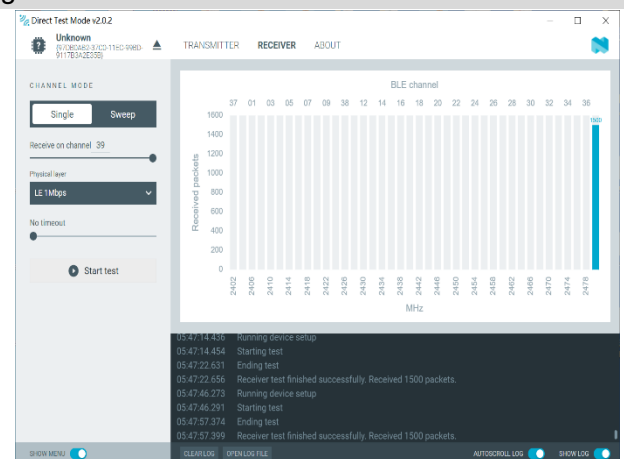 Direct Test Mode v2.0.2
Unknown
TRANSMITTER RECEIVER ABOUT
CHANNEL MODE
Single Sweep
Receive on channel 39
Physical layer
LE 1Mbps
No timeout
Start test
BLE channel
37 01 03 05 07 09 38 12 14 16 18 20 22 24 26 28 30 32 34 36
1600
1400
1200
1000
800
600
400
200
0
Received packets
2402 2406 2410 2414 2418 2422 2426 2430 2434 2438 2442 2446 2450 2454 2458 2462 2466 2470 2474 2478
MHz
05:47:14.436 Running device setup
05:47:14.454 Starting test
05:47:22.631 Ending test
05:47:22.656 Receiver test finished successfully. Received 1500 packets.
05:47:46.273 Running device setup
05:47:46.291 Starting test
05:47:57.374 Ending test
05:47:57.399 Receiver test finished successfully. Received 1500 packets.
SHOW MENU CLEAR LOG OPEN LOG FILE AUTOSCROLL LOG SHOW LOG